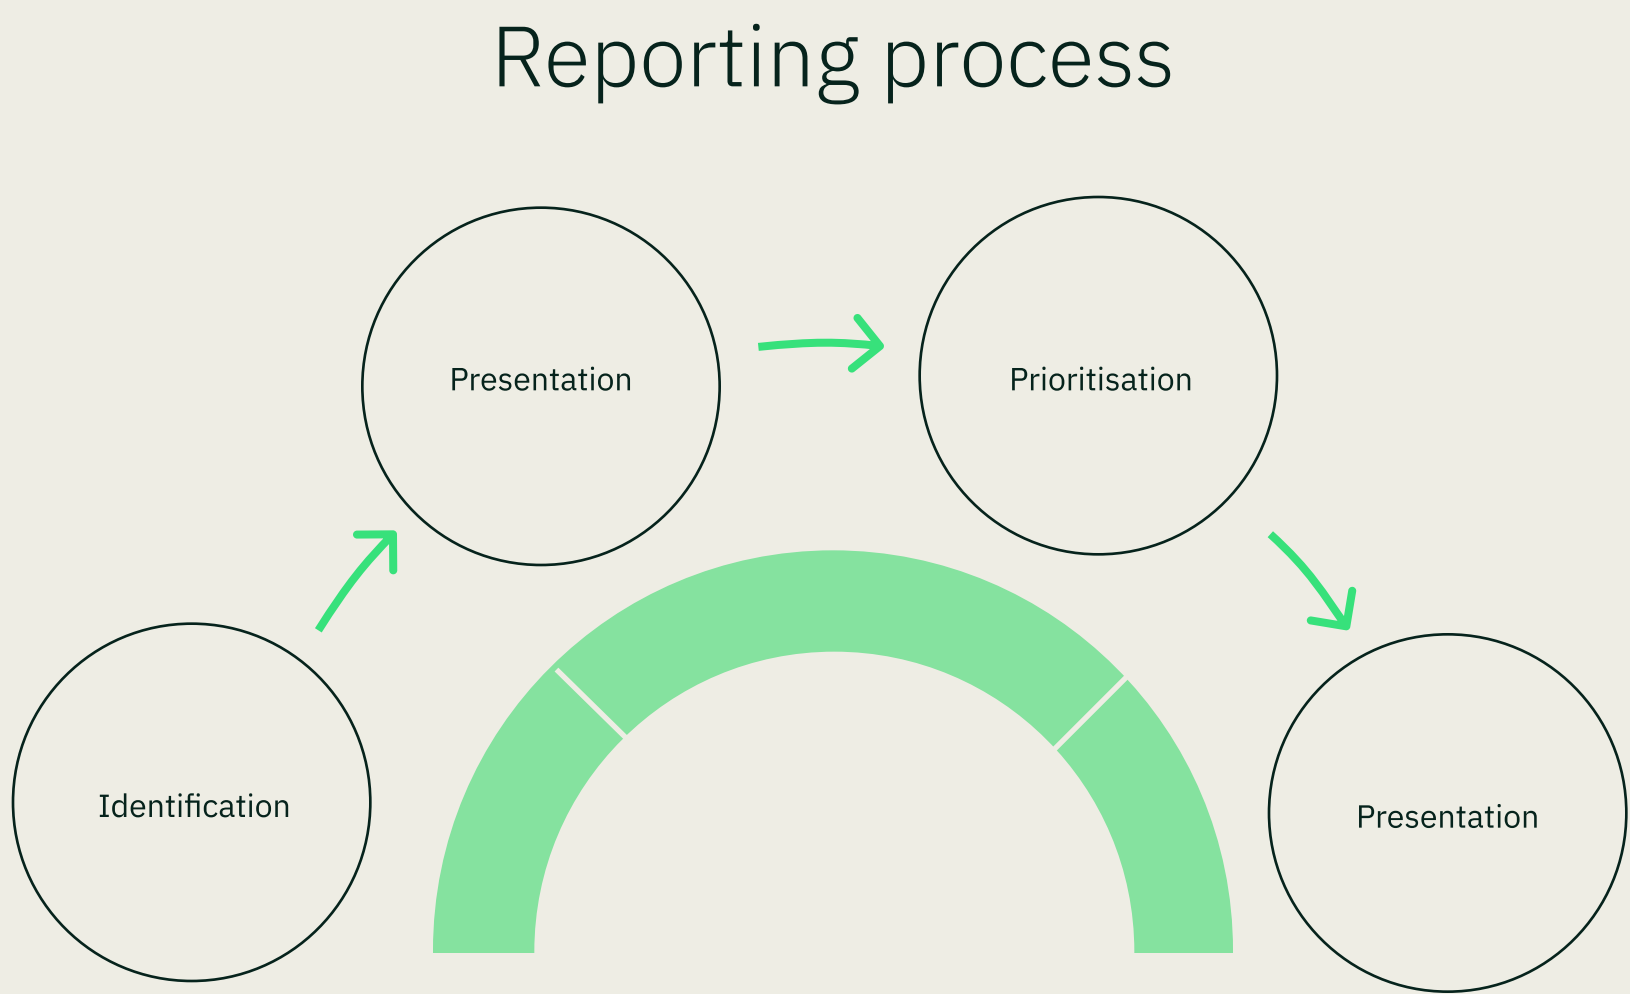 Reporting process
Presentation
Prioritisation
Identification
Presentation